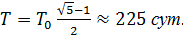 T = T₀ (√5−1)/2 ≈ 225 сут.